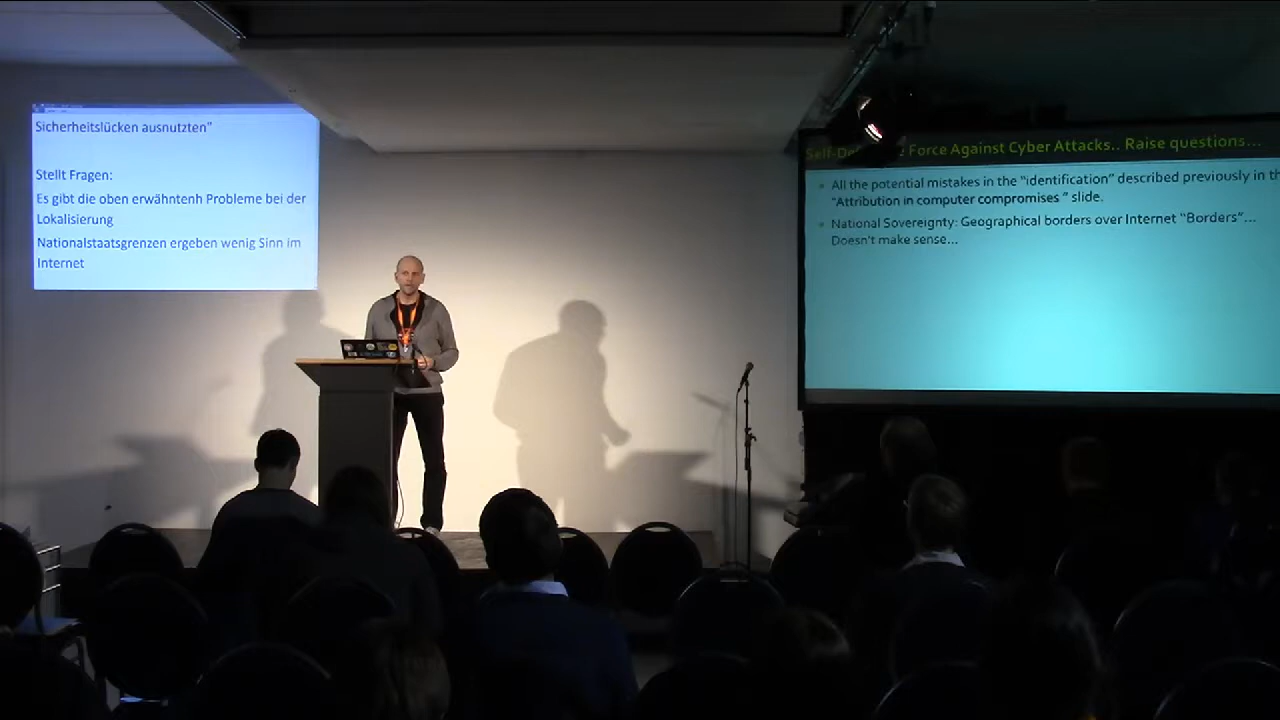 Sicherheitslücken ausnutzten"
Stellt Fragen:
Es gibt die oben erwähntenh Probleme bei der
Lokalisierung
Nationalstaatsgrenzen ergeben wenig Sinn im
Internet
Force Against Cyber Attacks.. Raise questions...
All the potential mistakes in the "identification" described previously in
"Attribution in computer compromises " slide.
National Sovereignty: Geographical borders over Internet "Borders"...
Doesn't make sense...